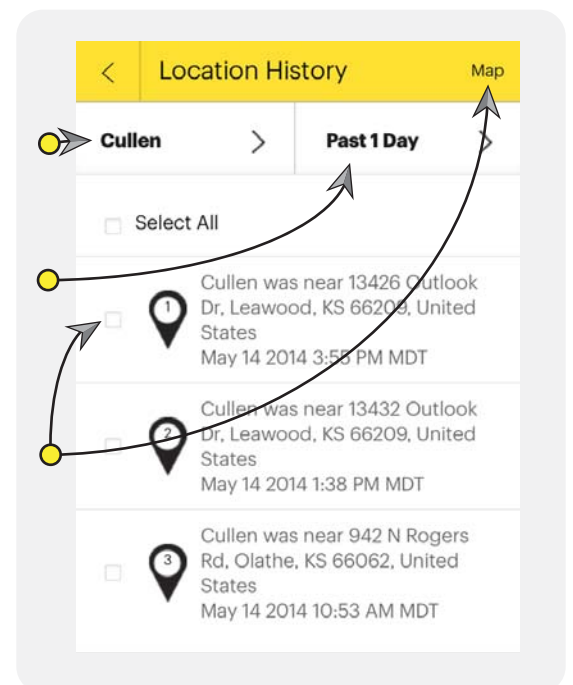 Location History
Map
Cullen
Past 1 Day
Select All
1
Cullen was near 13426 Outlook
Dr, Leawood, KS 66209, United
States
May 14 2014 3:55 PM MDT
2
Cullen was near 13432 Outlook
Dr, Leawood, KS 66209, United
States
May 14 2014 1:38 PM MDT
3
Cullen was near 942 N Rogers
Rd, Olathe, KS 66062, United
States
May 14 2014 10:53 AM MDT